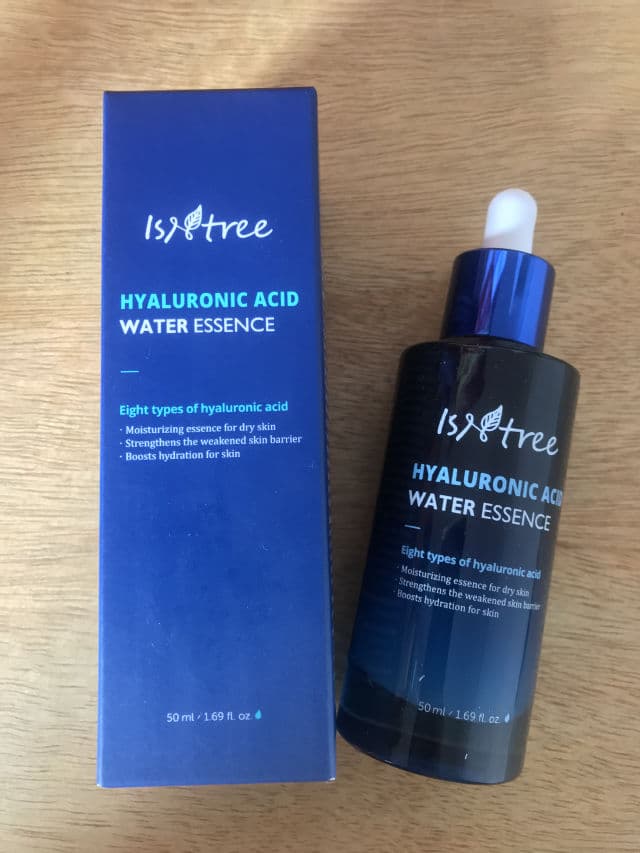 Isntree
HYALURONIC ACID
WATER ESSENCE
Eight types of hyaluronic acid
· Moisturizing essence for dry skin
· Strengthens the weakened skin barrier
· Boosts hydration for skin
50 ml / 1.69 fl. oz.
Isntree
HYALURONIC ACID
WATER ESSENCE
Eight types of hyaluronic acid
· Moisturizing essence for dry skin
· Strengthens the weakened skin barrier
· Boosts hydration for skin
50 ml / 1.69 fl. oz.